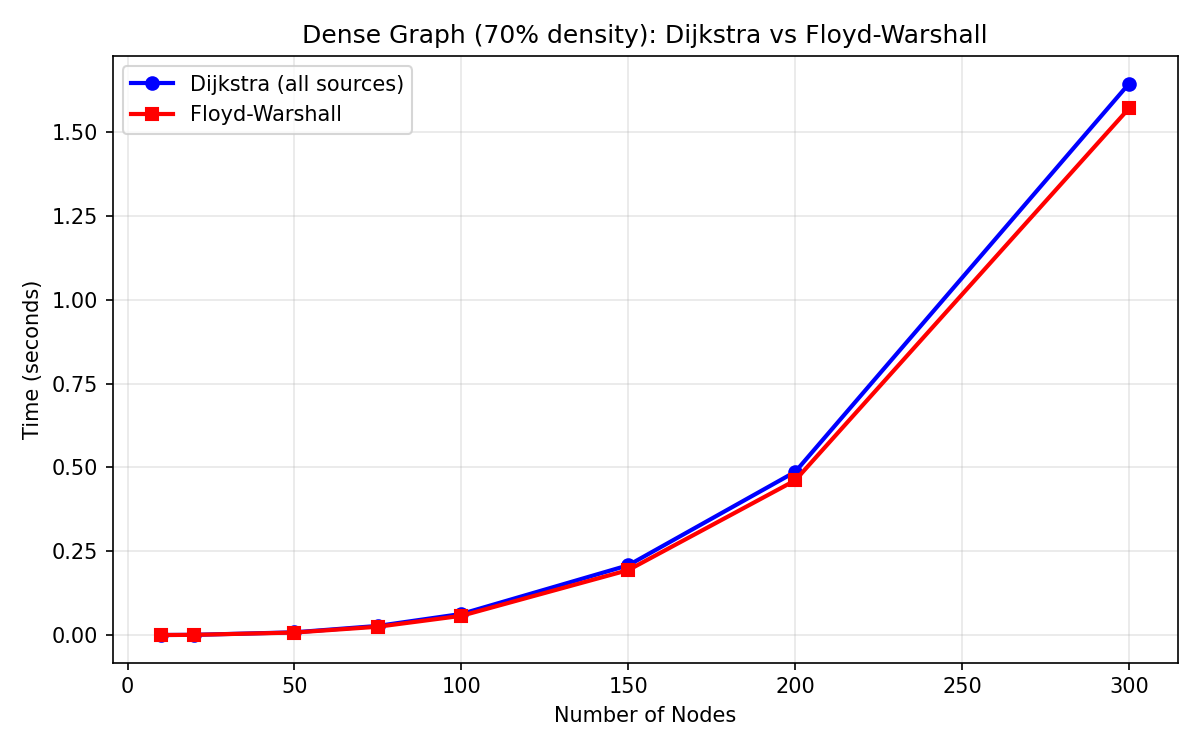 Dense Graph (70% density): Dijkstra vs Floyd-Warshall
Dijkstra (all sources)
Floyd-Warshall
1.50
1.25
1.00
0.75
0.50
0.25
0.00
Time (seconds)
0 50 100 150 200 250 300
Number of Nodes